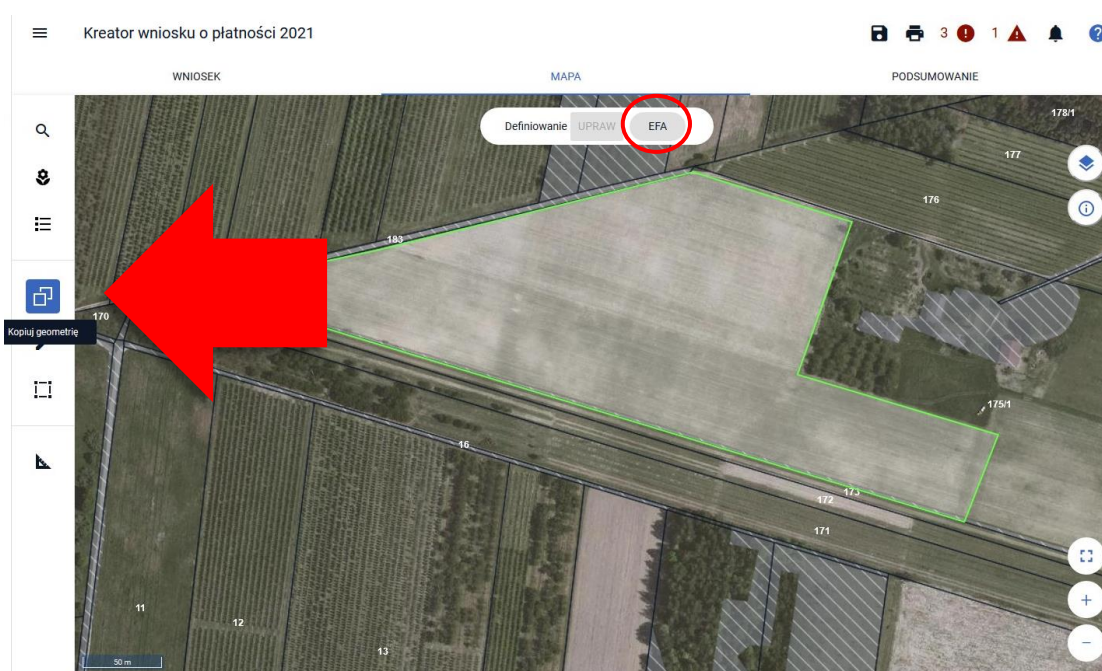 Kreator wniosku o płatności 2021
3
1
WNIOSEK
MAPA
PODSUMOWANIE
Definiowanie UPRAW EFA
178/1
177
176
183
170
Kopiuj geometrię
175/1
16
173
172
171
11
12
13
50 m